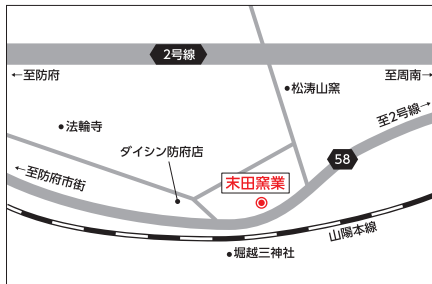 2号線
←至防府
至周南→
松涛山窯
至2号線→
法輪寺
ダイシン防府店
58
←至防府市街
末田窯業
山陽本線
堀越三神社